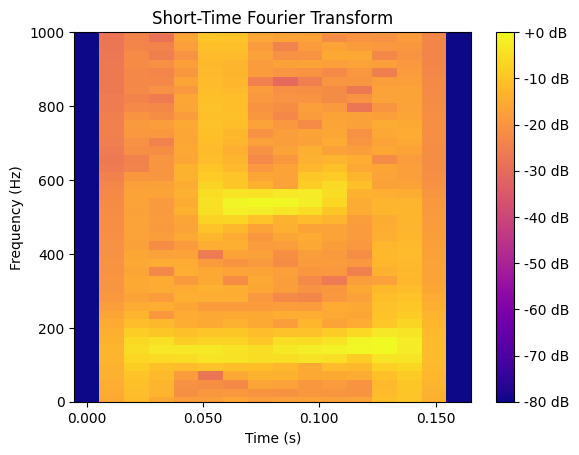 Short-Time Fourier Transform
1000
800
600
400
200
0
Frequency (Hz)
0.000
0.050
0.100
0.150
Time (s)
+0 dB
-10 dB
-20 dB
-30 dB
-40 dB
-50 dB
-60 dB
-70 dB
-80 dB